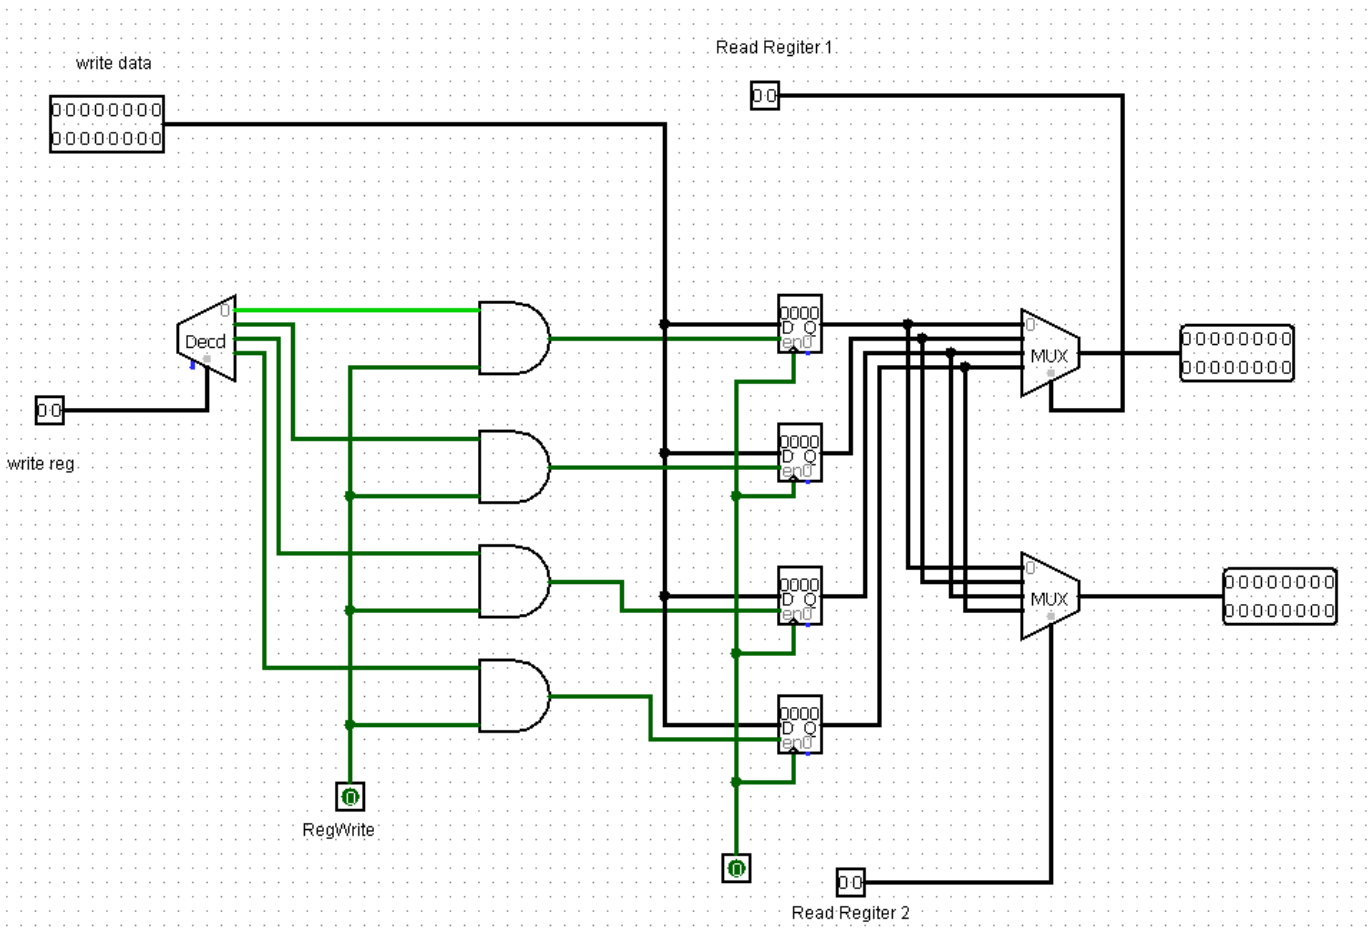 Read Regiter 1
write data
00
00000000
00000000
0
Decd
0000
D Q
en0
0
MUX
00000000
00000000
00
write reg
0000
D Q
en0
0000
D Q
en0
0
MUX
00000000
00000000
0000
D Q
en0
0
RegWrite
0
00
Read Regiter 2